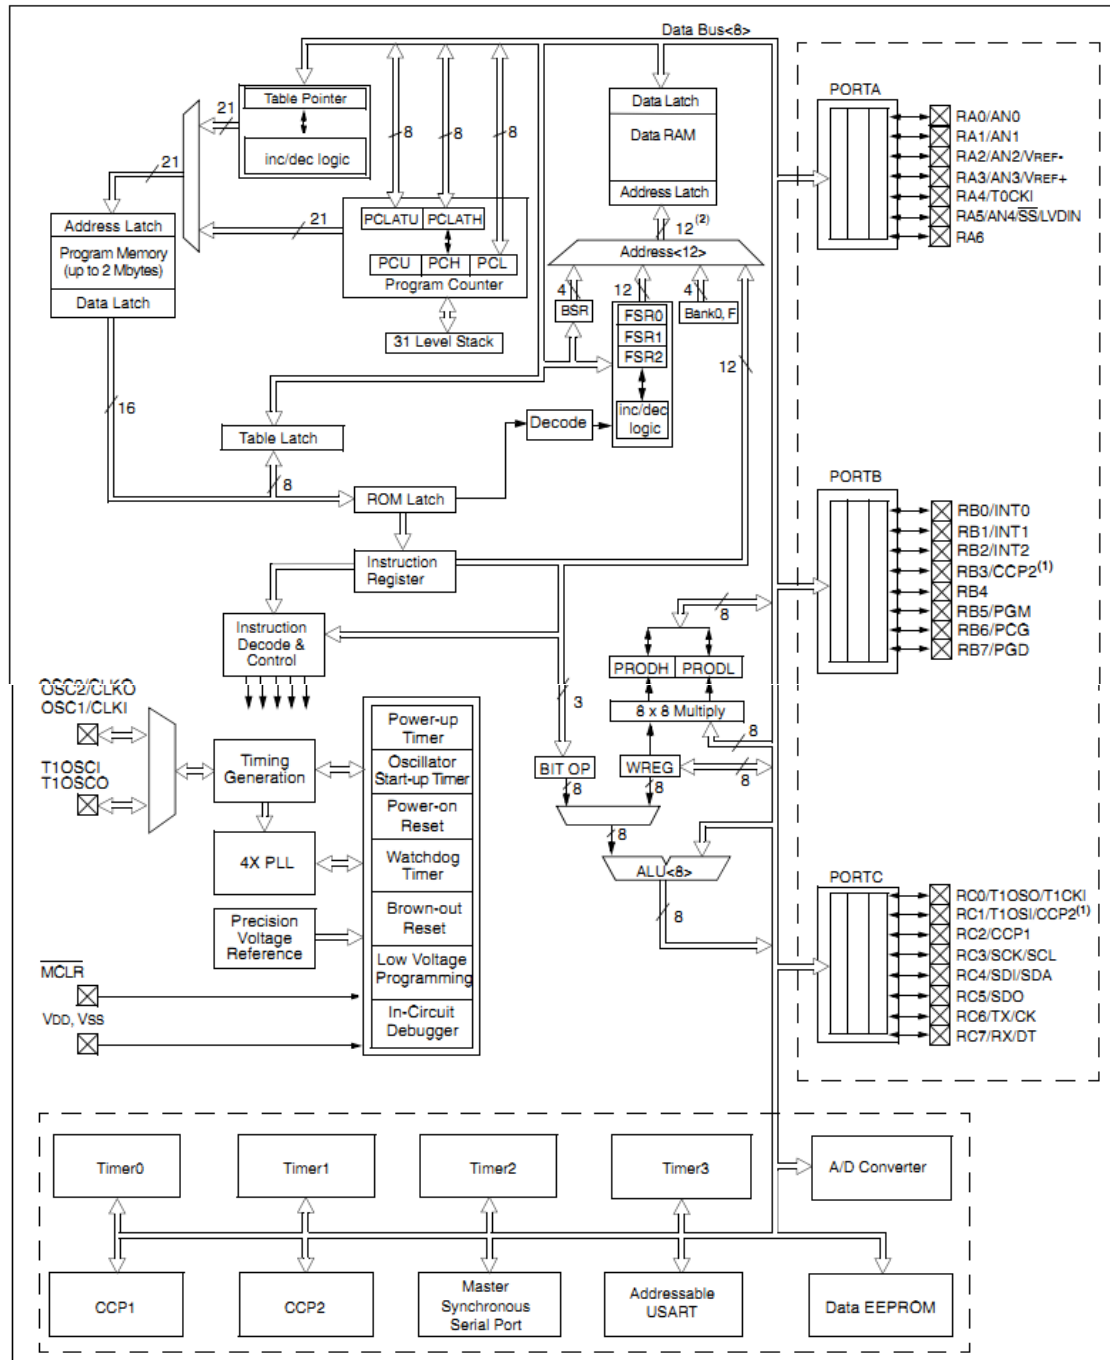 Data Bus<8>
21
Table Pointer
inc/dec logic
21
8
8
8
Data Latch
Data RAM
Address Latch
PORTA
RA0/AN0
RA1/AN1
RA2/AN2/VREF-
RA3/AN3/VREF+
RA4/T0CKI
RA5/AN4/SS/LVDIN
RA6
Address Latch
Program Memory
(up to 2 Mbytes)
Data Latch
21
PCLATU PCLATH
PCU PCH PCL
Program Counter
31 Level Stack
12(2)
Address<12>
4
12
4
BSR
FSR0
FSR1
FSR2
inc/dec
logic
Bank0, F
12
16
Table Latch
8
Decode
ROM Latch
Instruction
Register
Instruction
Decode &
Control
PORTB
RB0/INT0
RB1/INT1
RB2/INT2
RB3/CCP2(1)
RB4
RB5/PGM
RB6/PCG
RB7/PGD
8
PRODH PRODL
3
8 x 8 Multiply
8
BIT OP
WREG
8
8
8
8
ALU<8>
8
OSC2/CLKO
OSC1/CLKI
T1OSCI
T1OSCO
Timing
Generation
4X PLL
Precision
Voltage
Reference
MCLR
VDD, VSS
Power-up
Timer
Oscillator
Start-up Timer
Power-on
Reset
Watchdog
Timer
Brown-out
Reset
Low Voltage
Programming
In-Circuit
Debugger
PORTC
RC0/T1OSO/T1CKI
RC1/T1OSI/CCP2(1)
RC2/CCP1
RC3/SCK/SCL
RC4/SDI/SDA
RC5/SDO
RC6/TX/CK
RC7/RX/DT
Timer0
Timer1
Timer2
Timer3
A/D Converter
CCP1
CCP2
Master
Synchronous
Serial Port
Addressable
USART
Data EEPROM